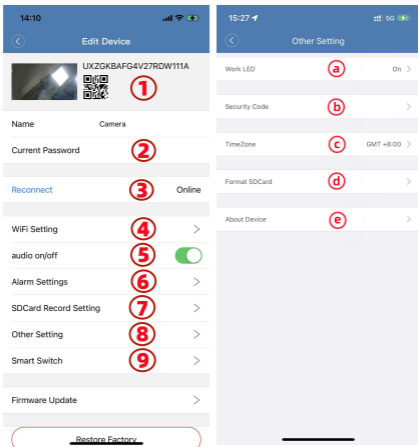 14:10
Edit Device
UXZGKBAFG4V27RDW111A
1
Name Camera
Current Password 2
Reconnect 3 Online
WiFi Setting 4
audio on/off 5
Alarm Settings 6
SDCard Record Setting 7
Other Setting 8
Smart Switch 9
Firmware Update
Restore Factory
15:27 5G
Other Setting
Work LED a On
Security Code b
TimeZone c GMT +8:00
Format SDCard d
About Device e